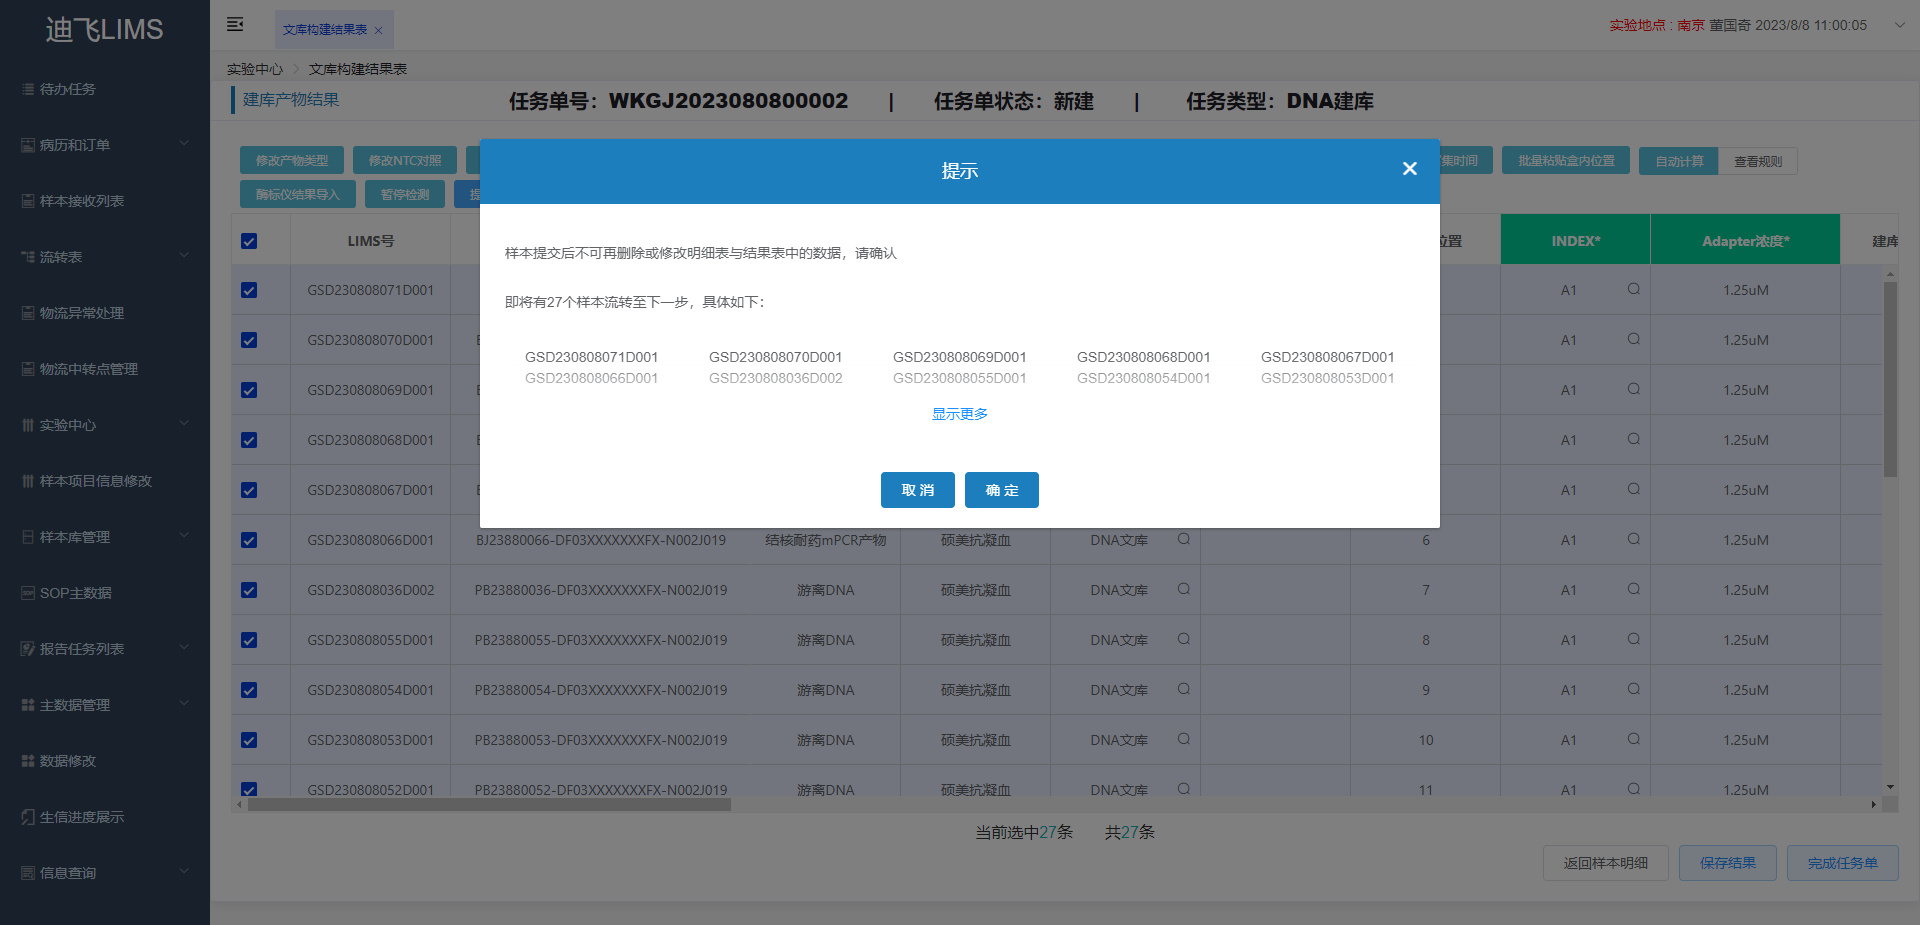 迪飞LIMS
文库构建结果表 ×
实验地点 : 南京 董国奇 2023/8/8 11:00:05
待办任务
病历和订单
样本接收列表
流转表
物流异常处理
物流中转点管理
实验中心
样本项目信息修改
样本库管理
SOP主数据
报告任务列表
主数据管理
数据修改
生信进度展示
信息查询
实验中心 > 文库构建结果表
建库产物结果
任务单号：WKGJ2023080800002 | 任务单状态：新建 | 任务类型：DNA建库
修改产物类型 修改NTC对照 集时间 批量粘贴盒内位置 自动计算 查看规则
酶标仪结果导入 暂停检测 提
提示
样本提交后不可再删除或修改明细表与结果表中的数据，请确认
即将有27个样本流转至下一步，具体如下：
GSD230808071D001 GSD230808070D001 GSD230808069D001 GSD230808068D001 GSD230808067D001
GSD230808066D001 GSD230808036D002 GSD230808055D001 GSD230808054D001 GSD230808053D001
显示更多
取 消 确 定
LIMS号 位置 INDEX* Adapter浓度* 建库
GSD230808071D001 A1 1.25uM
GSD230808070D001 A1 1.25uM
GSD230808069D001 A1 1.25uM
GSD230808068D001 A1 1.25uM
GSD230808067D001 A1 1.25uM
GSD230808066D001 BJ23880066-DF03XXXXXXXFX-N002J019 结核耐药mPCR产物 硕美抗凝血 DNA文库 6 A1 1.25uM
GSD230808036D002 PB23880036-DF03XXXXXXXFX-N002J019 游离DNA 硕美抗凝血 DNA文库 7 A1 1.25uM
GSD230808055D001 PB23880055-DF03XXXXXXXFX-N002J019 游离DNA 硕美抗凝血 DNA文库 8 A1 1.25uM
GSD230808054D001 PB23880054-DF03XXXXXXXFX-N002J019 游离DNA 硕美抗凝血 DNA文库 9 A1 1.25uM
GSD230808053D001 PB23880053-DF03XXXXXXXFX-N002J019 游离DNA 硕美抗凝血 DNA文库 10 A1 1.25uM
GSD230808052D001 PB23880052-DF03XXXXXXXFX-N002J019 游离DNA 硕美抗凝血 DNA文库 11 A1 1.25uM
当前选中27条 共27条
返回样本明细 保存结果 完成任务单